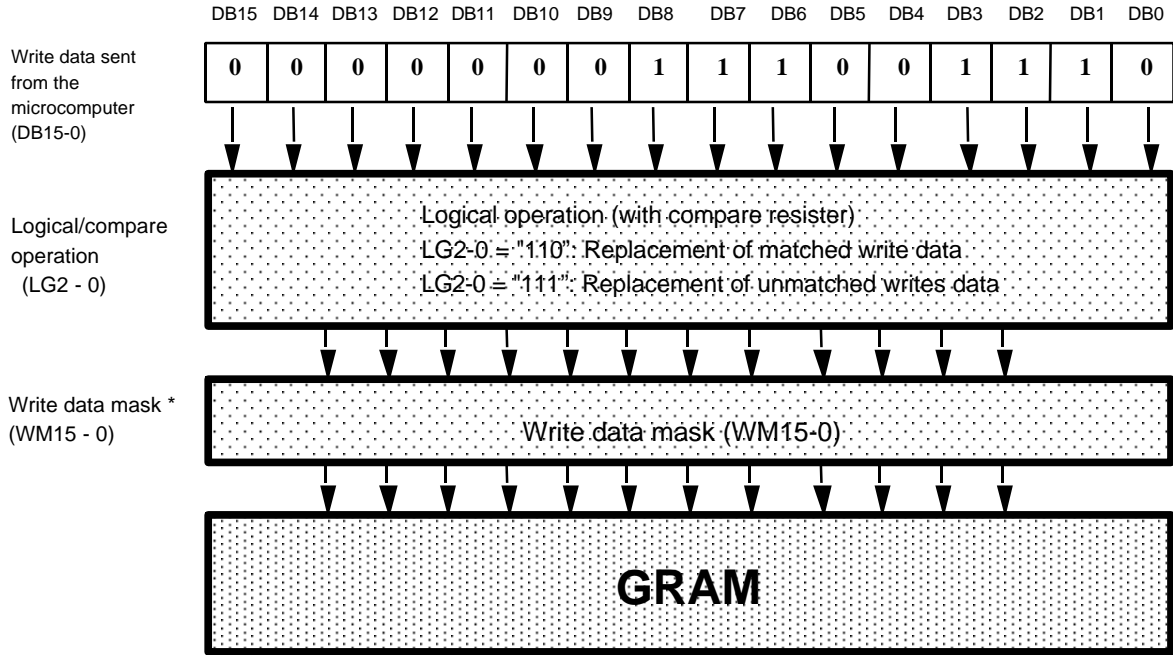 DB15 DB14 DB13 DB12 DB11 DB10 DB9 DB8 DB7 DB6 DB5 DB4 DB3 DB2 DB1 DB0
Write data sent
from the
microcomputer
(DB15-0)
0 0 0 0 0 0 0 1 1 1 0 0 1 1 1 0
Logical/compare
operation
(LG2 - 0)
Logical operation (with compare resister)
LG2-0 = "110": Replacement of matched write data
LG2-0 = "111": Replacement of unmatched writes data
Write data mask *
(WM15 - 0)
Write data mask (WM15-0)
GRAM